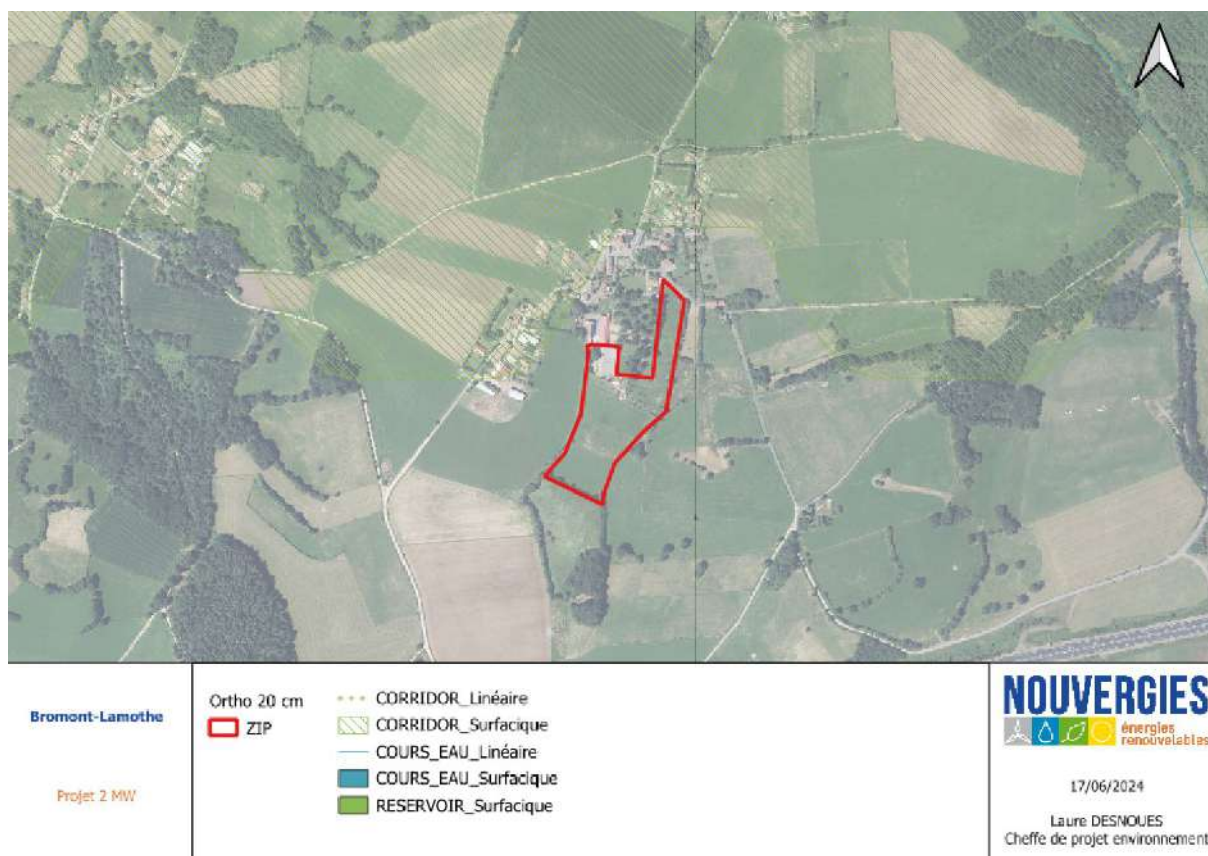 Bromont-Lamothe
Projet 2 MW
Ortho 20 cm
ZIP
CORRIDOR_Linéaire
CORRIDOR_Surfacique
COURS_EAU_Linéaire
COURS_EAU_Surfacique
RESERVOIR_Surfacique
NOUVERGIES
énergies
renouvelables
17/06/2024
Laure DESNOUES
Cheffe de projet environnement